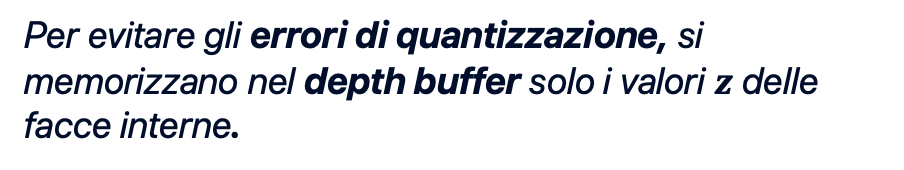 Per evitare gli errori di quantizzazione, si
memorizzano nel depth buffer solo i valori z delle
facce interne.